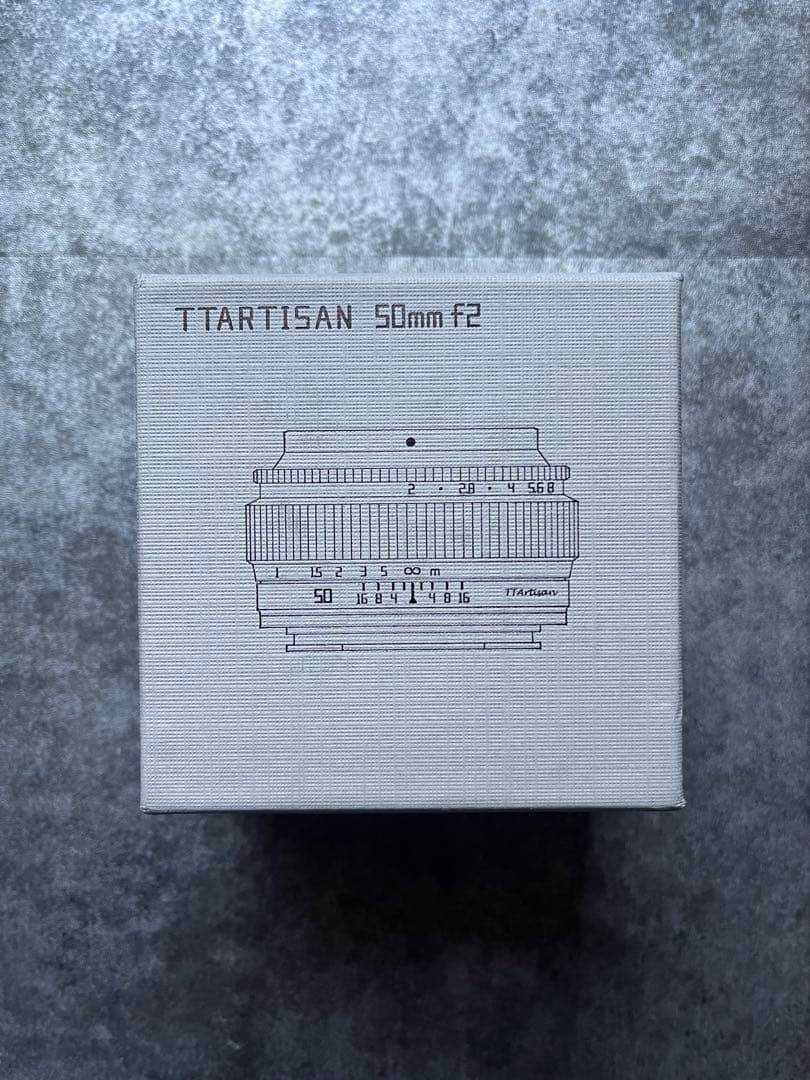 TTARTISAN 50mm f2
2 · 2.8 · 4 5.6 8
1 1.5 2 3 5 ∞ m
50 16 8 4 4 8 16 TTArtisan